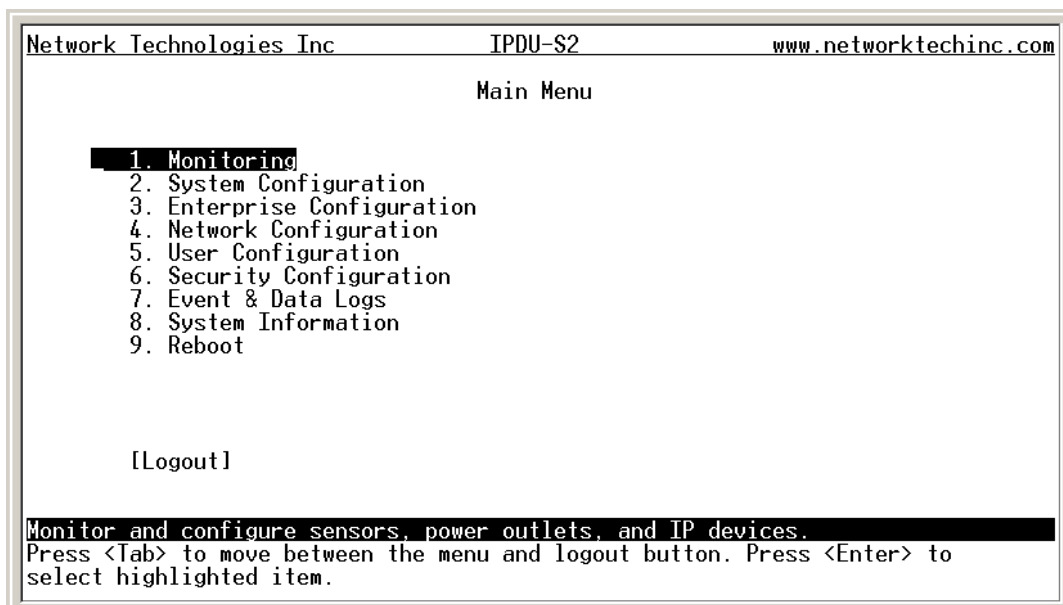 Network Technologies Inc IPDU-S2 www.networktechinc.com
Main Menu
1. Monitoring
2. System Configuration
3. Enterprise Configuration
4. Network Configuration
5. User Configuration
6. Security Configuration
7. Event & Data Logs
8. System Information
9. Reboot
[Logout]
Monitor and configure sensors, power outlets, and IP devices.
Press <Tab> to move between the menu and logout button. Press <Enter> to
select highlighted item.